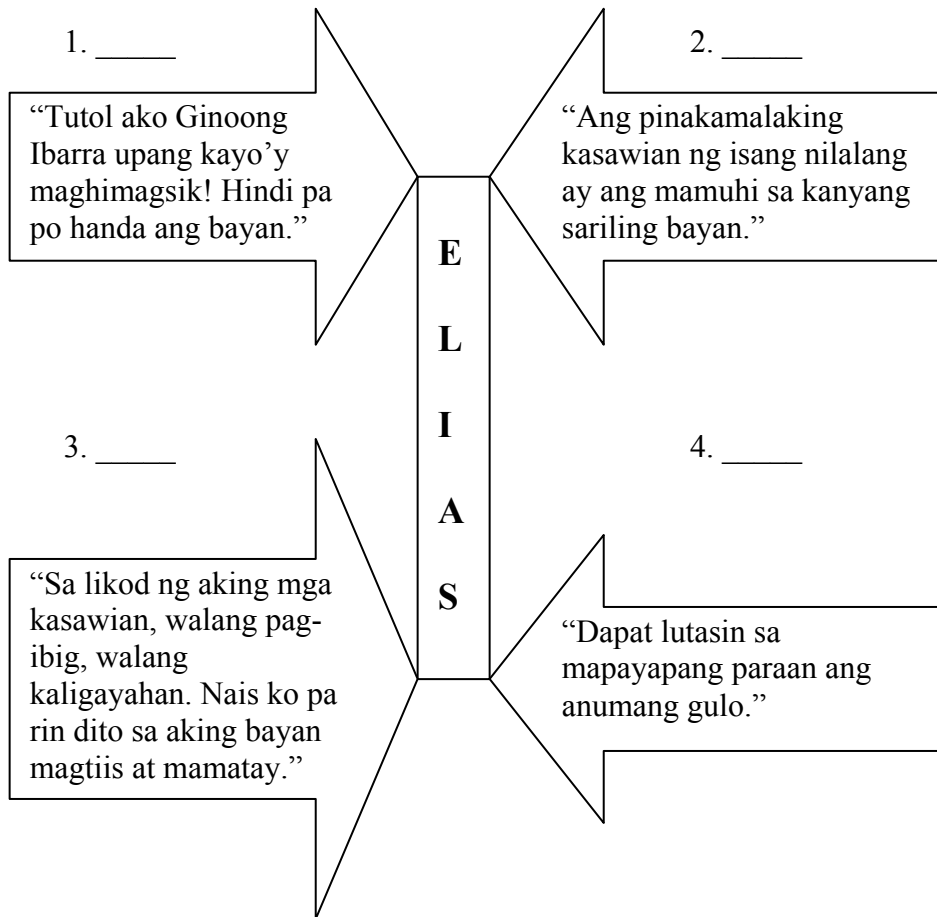 1. _____
“Tutol ako Ginoong
Ibarra upang kayo’y
maghimagsik! Hindi pa
po handa ang bayan.”
2. _____
“Ang pinakamalaking
kasawian ng isang nilalang
ay ang mamuhi sa kanyang
sariling bayan.”
E
L
I
A
S
3. _____
“Sa likod ng aking mga
kasawian, walang pag-
ibig, walang
kaligayahan. Nais ko pa
rin dito sa aking bayan
magtiis at mamatay.”
4. _____
“Dapat lutasin sa
mapayapang paraan ang
anumang gulo.”